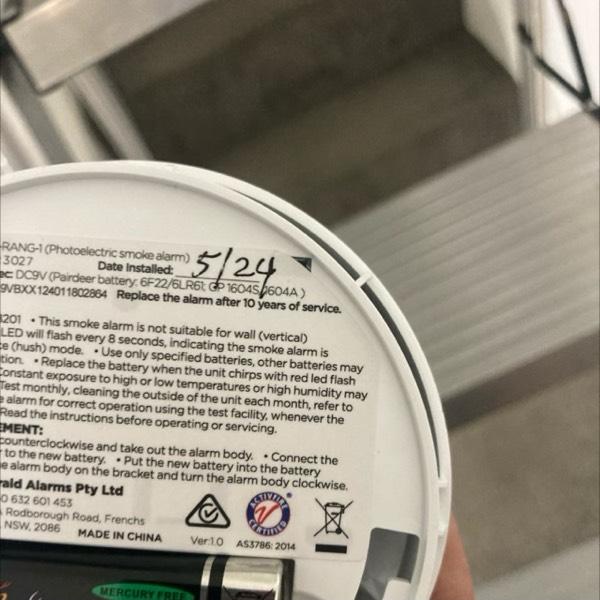 -RANG-1 (Photoelectric smoke alarm)
3027
Date Installed: 5/24
ec: DC9V (Pairdeer battery: 6F22/6LR61; GP 1604S/1604A)
9VBXX124011802864 Replace the alarm after 10 years of service.
3201 • This smoke alarm is not suitable for wall (vertical)
LED will flash every 8 seconds, indicating the smoke alarm is
e (hush) mode. • Use only specified batteries, other batteries may
tion. • Replace the battery when the unit chirps with red led flash
Constant exposure to high or low temperatures or high humidity may
Test monthly, cleaning the outside of the unit each month, refer to
e alarm for correct operation using the test facility, whenever the
Read the instructions before operating or servicing.
EMENT:
counterclockwise and take out the alarm body. • Connect the
to the new battery. • Put the new battery into the battery
e alarm body on the bracket and turn the alarm body clockwise.
rald Alarms Pty Ltd
0 632 601 453
Rodborough Road, Frenchs
NSW, 2086 MADE IN CHINA
Ver:1.0
ACTIVFIRE
CERTIFIED
AS3786: 2014
MERCURY FREE